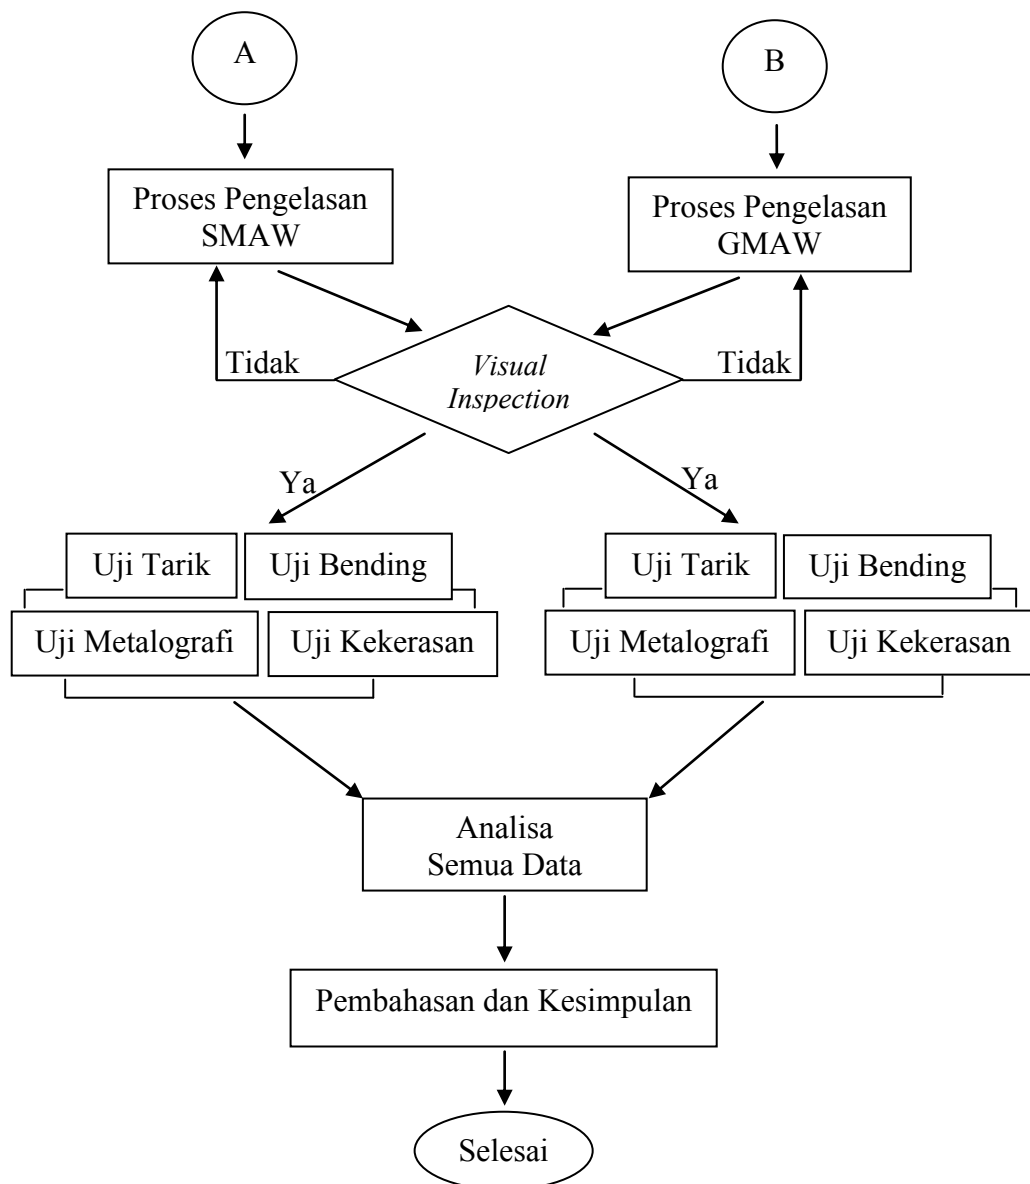 A
B
Proses Pengelasan
SMAW
Proses Pengelasan
GMAW
Tidak
Visual
Inspection
Tidak
Ya
Ya
Uji Tarik
Uji Bending
Uji Metalografi
Uji Kekerasan
Uji Tarik
Uji Bending
Uji Metalografi
Uji Kekerasan
Analisa
Semua Data
Pembahasan dan Kesimpulan
Selesai